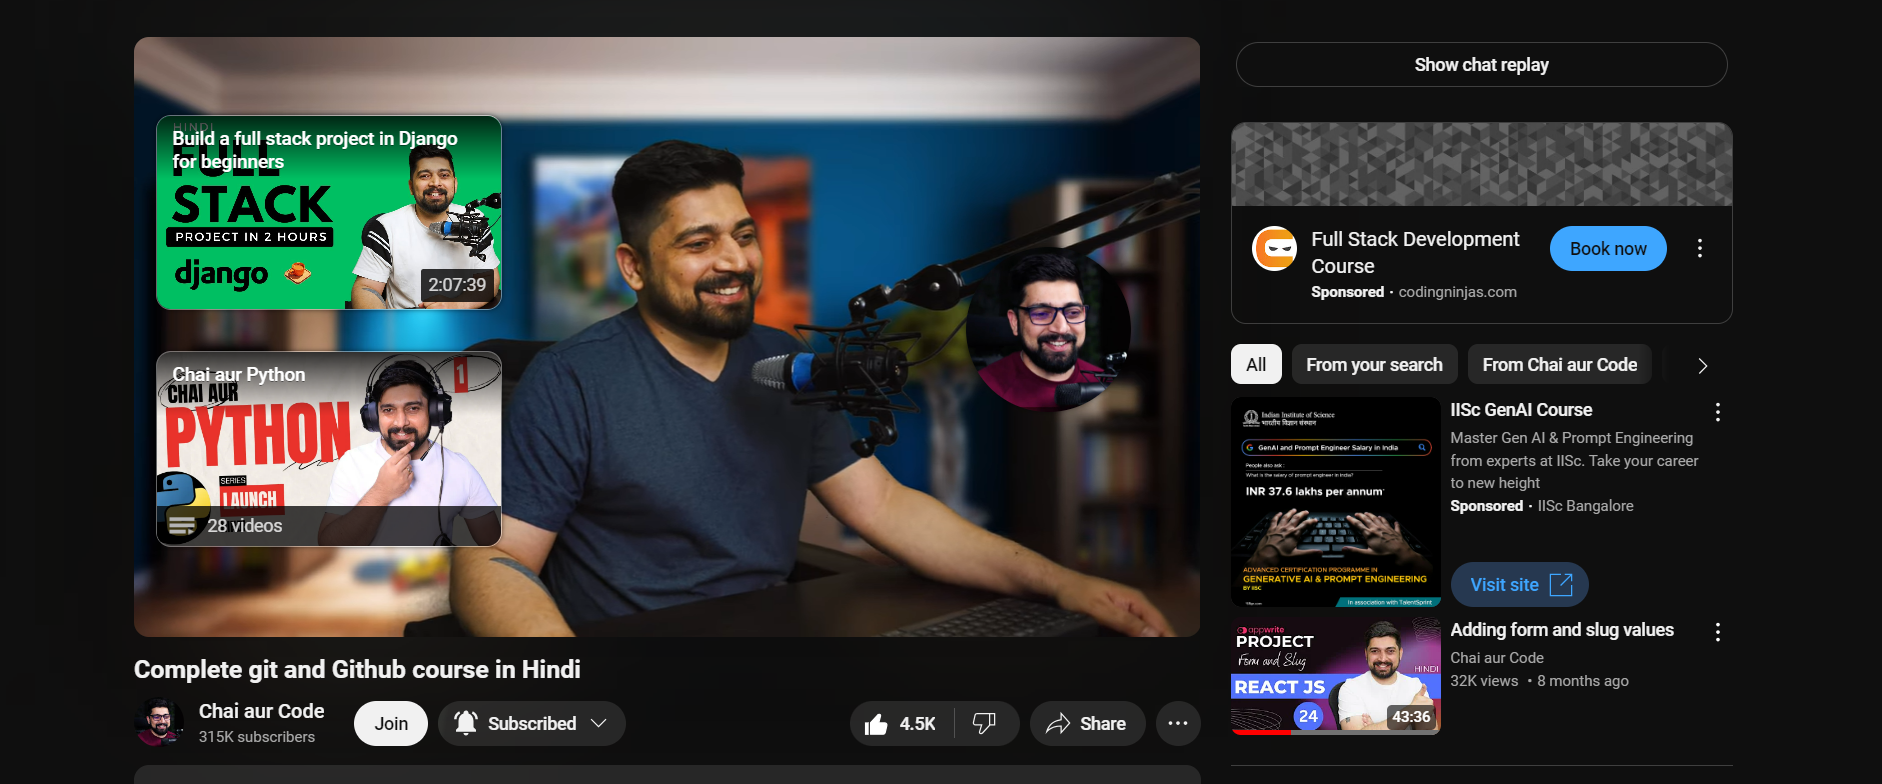 HINDI
Build a full stack project in Django
for beginners
FULL
STACK
PROJECT IN 2 HOURS
django
2:07:39
Chai aur Python
CHAI AUR
PYTHON
1
SERIES
LAUNCH
28 videos
Complete git and Github course in Hindi
Chai aur Code
315K subscribers
Join
Subscribed
4.5K
Share
Show chat replay
Full Stack Development
Course
Sponsored · codingninjas.com
Book now
All
From your search
From Chai aur Code
Indian Institute of Science
भारतीय विज्ञान संस्थान
GenAI and Prompt Engineer Salary in India
People also ask :
What is the salary of prompt engineer in India?
INR 37.6 lakhs per annum*
ADVANCED CERTIFICATION PROGRAMME IN
GENERATIVE AI & PROMPT ENGINEERING
BY IISC
In association with TalentSprint
IISc GenAI Course
Master Gen AI & Prompt Engineering
from experts at IISc. Take your career
to new height
Sponsored · IISc Bangalore
Visit site
appwrite
PROJECT
Form and Slug
HINDI
REACT JS
24
43:36
Adding form and slug values
Chai aur Code
32K views • 8 months ago